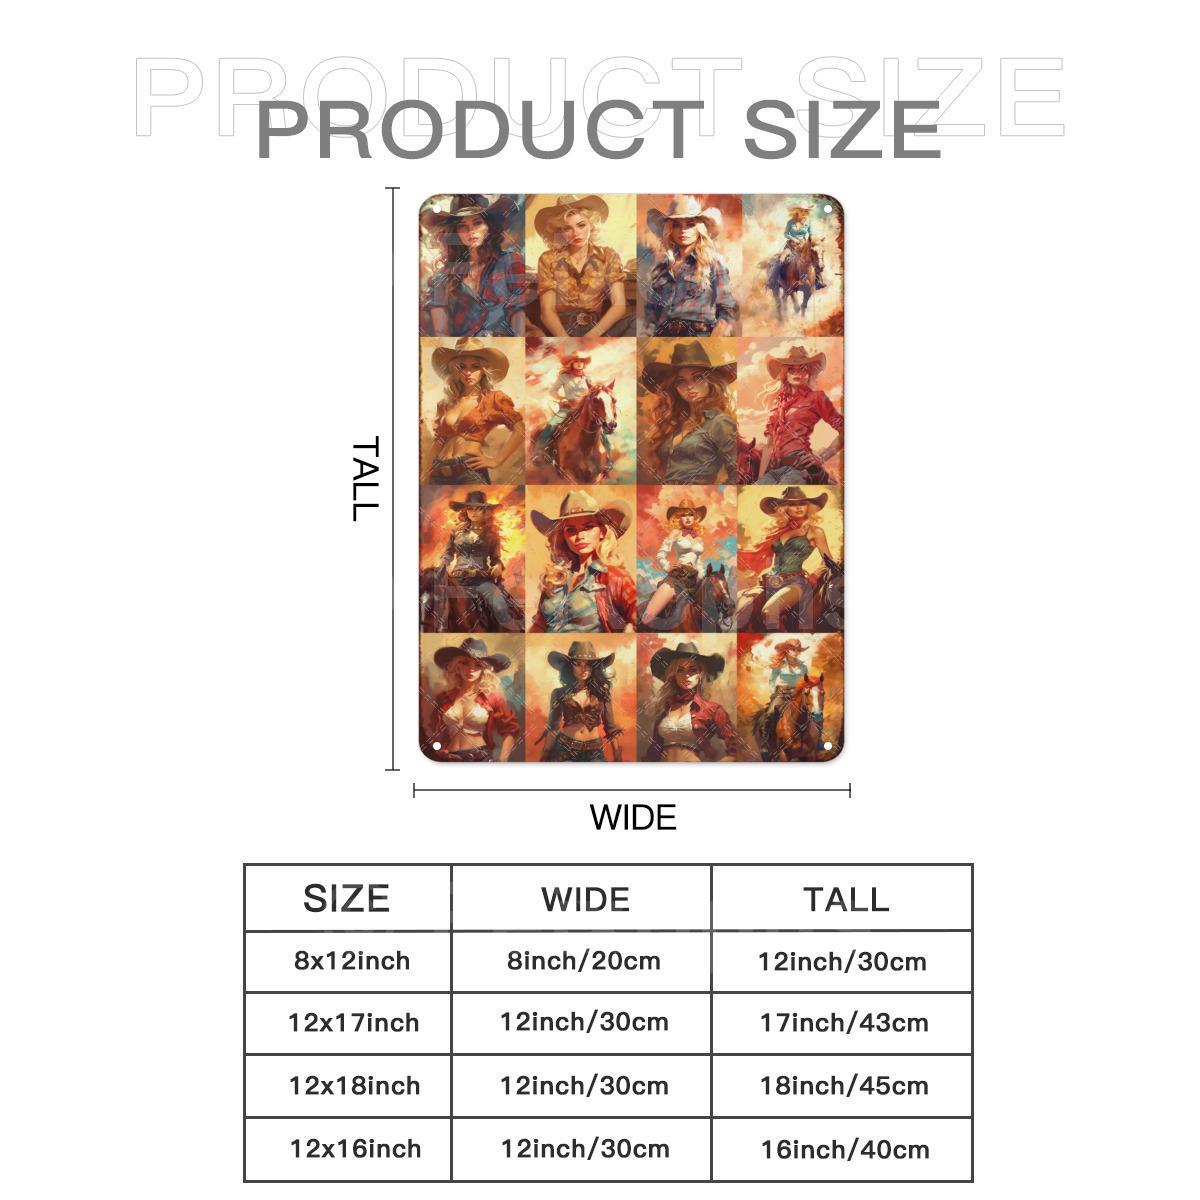 PRODUCT SIZE
PRODUCT SIZE
TALL
WIDE
SIZE WIDE TALL
8x12inch 8inch/20cm 12inch/30cm
12x17inch 12inch/30cm 17inch/43cm
12x18inch 12inch/30cm 18inch/45cm
12x16inch 12inch/30cm 16inch/40cm